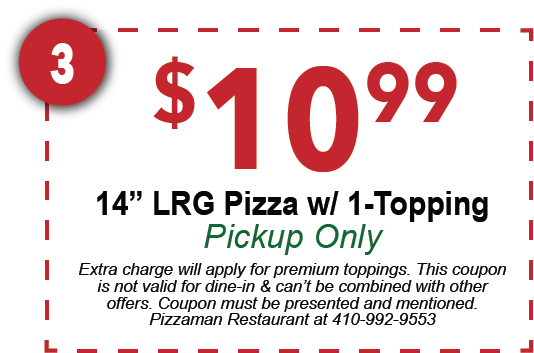 3
$10⁹⁹
14” LRG Pizza w/ 1-Topping
Pickup Only
Extra charge will apply for premium toppings. This coupon
is not valid for dine-in & can’t be combined with other
offers. Coupon must be presented and mentioned.
Pizzaman Restaurant at 410-992-9553